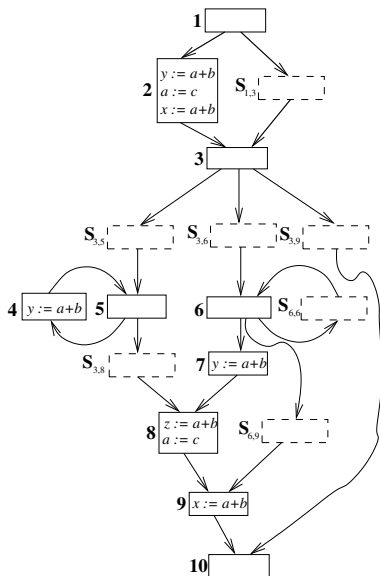 1
2
y := a+b
a := c
x := a+b
S1,3
3
S3,5
S3,6
S3,9
4
y := a+b
5
6
S6,6
S3,8
7
y := a+b
8
z := a+b
a := c
S6,9
9
x := a+b
10